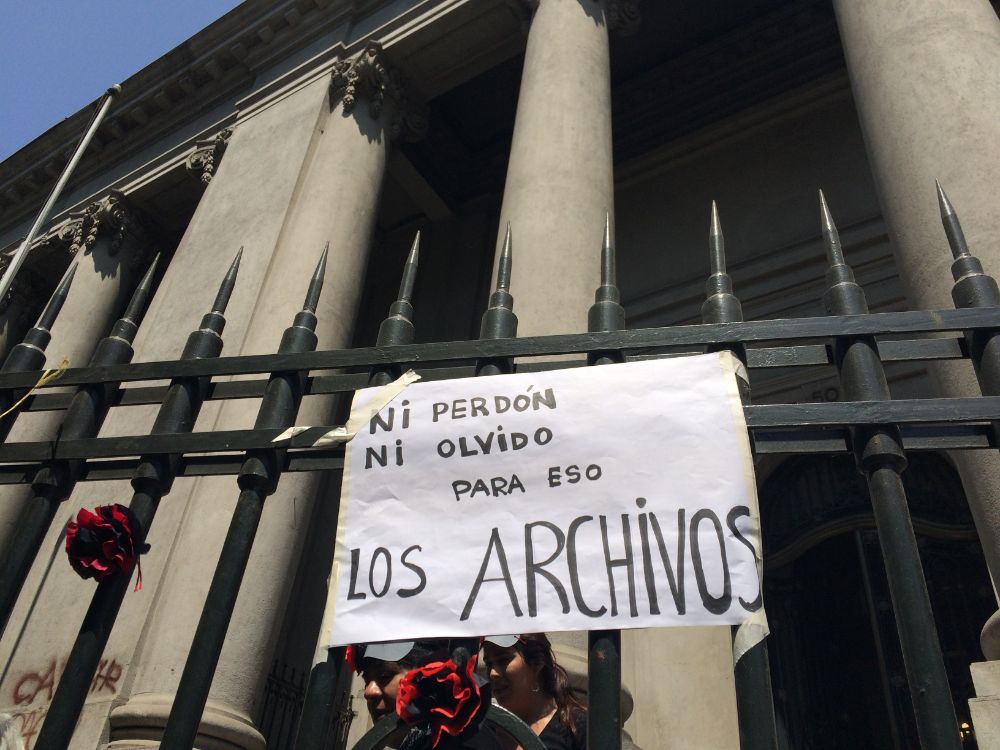 Ni PERDÓN
Ni OLViDO
PARA ESO
LOS ARCHiVOS